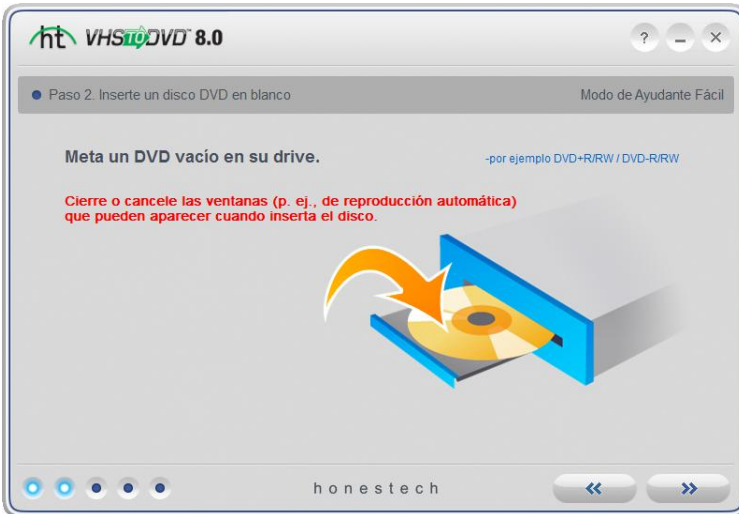 ht VHSTODVD™ 8.0
? – ×
Paso 2. Inserte un disco DVD en blanco
Modo de Ayudante Fácil
Meta un DVD vacío en su drive.
-por ejemplo DVD+R/RW / DVD-R/RW
Cierre o cancele las ventanas (p. ej., de reproducción automática)
que pueden aparecer cuando inserta el disco.
honestech